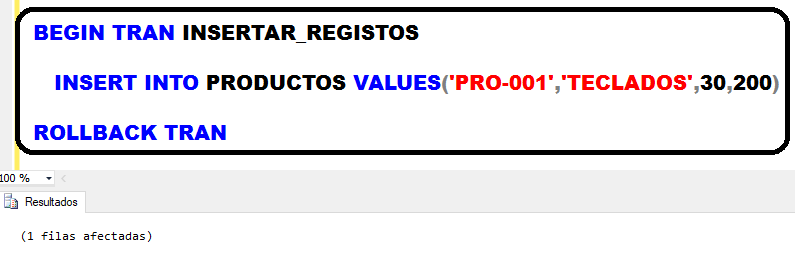 BEGIN TRAN INSERTAR_REGISTOS
INSERT INTO PRODUCTOS VALUES('PRO-001','TECLADOS',30,200)
ROLLBACK TRAN
100 %
Resultados
(1 filas afectadas)